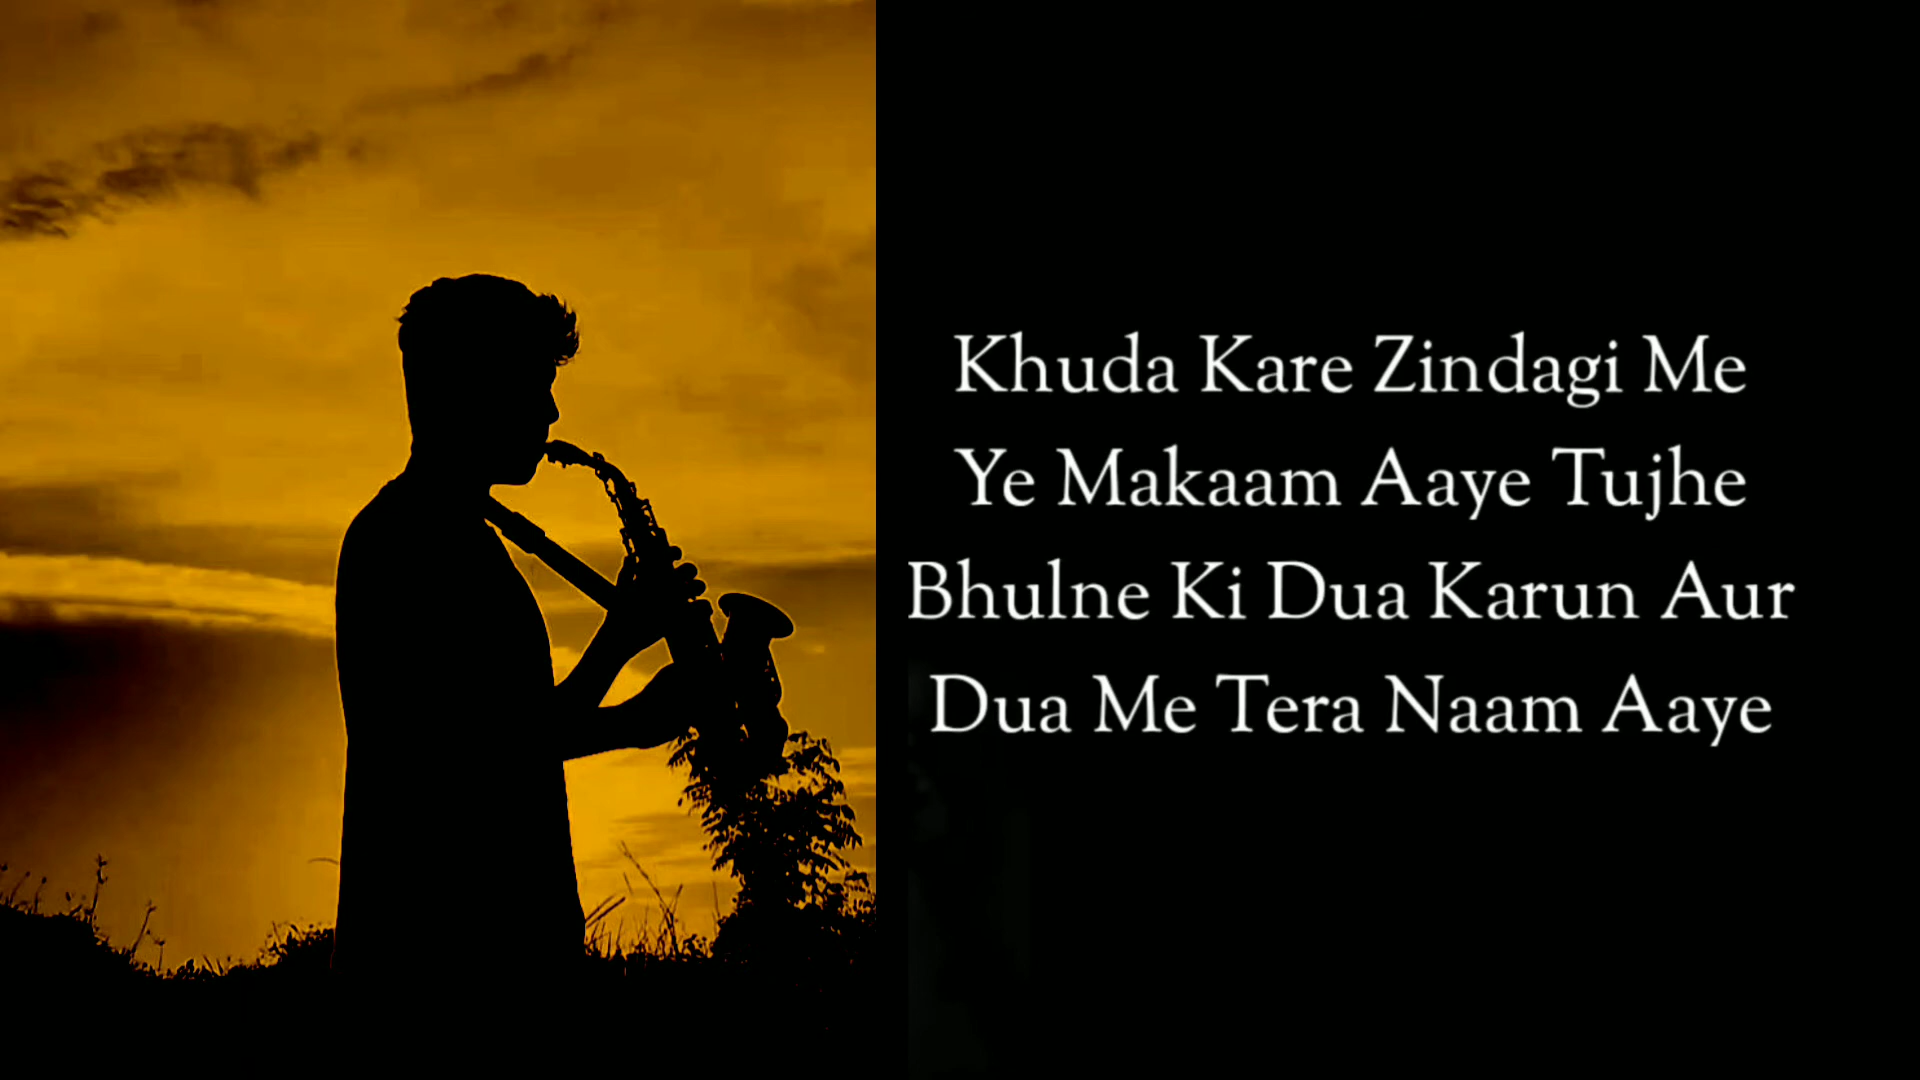 Khuda Kare Zindagi Me
Ye Makaam Aaye Tujhe
Bhulne Ki Dua Karun Aur
Dua Me Tera Naam Aaye